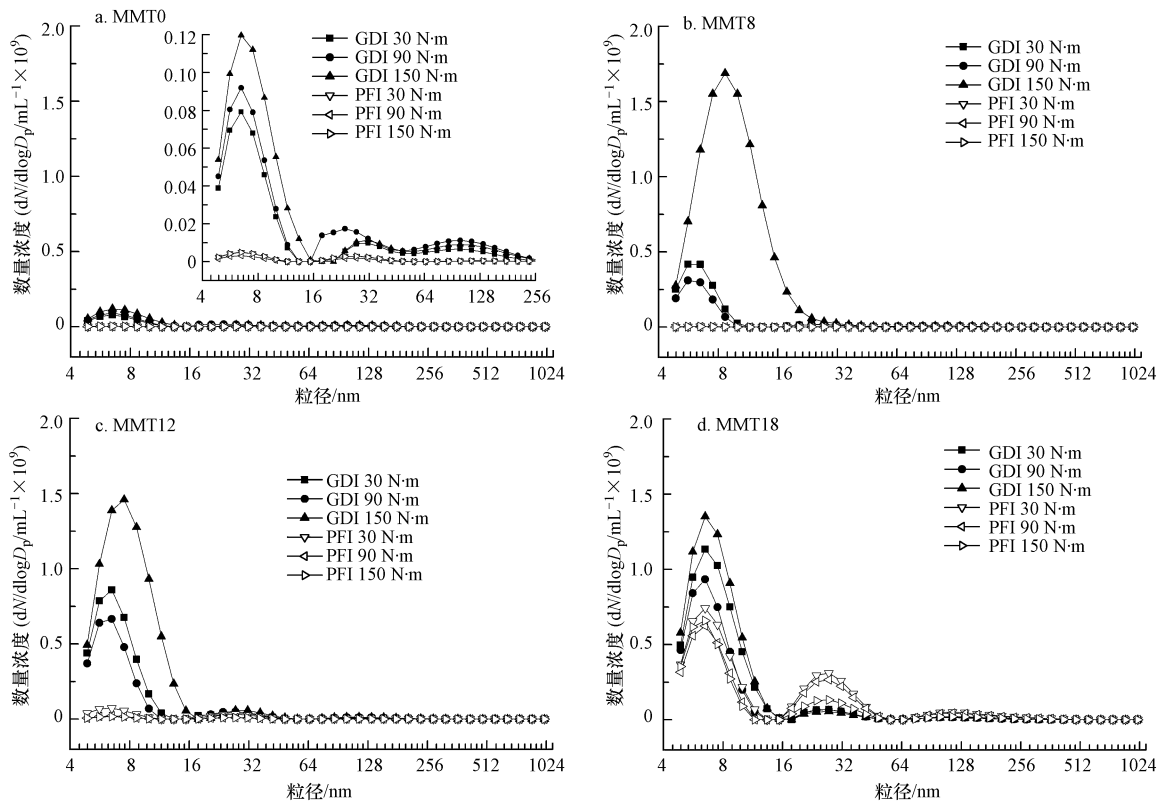 a. MMT0
数量浓度 (dN/dlogDp/mL⁻¹×10⁹)
2.0
1.5
1.0
0.5
0
0.12
0.10
0.08
0.06
0.04
0.02
0
4 8 16 32 64 128 256
GDI 30 N·m
GDI 90 N·m
GDI 150 N·m
PFI 30 N·m
PFI 90 N·m
PFI 150 N·m
4 8 16 32 64 128 256 512 1024
粒径/nm
b. MMT8
数量浓度 (dN/dlogDp/mL⁻¹×10⁹)
2.0
1.5
1.0
0.5
0
GDI 30 N·m
GDI 90 N·m
GDI 150 N·m
PFI 30 N·m
PFI 90 N·m
PFI 150 N·m
4 8 16 32 64 128 256 512 1024
粒径/nm
c. MMT12
数量浓度 (dN/dlogDp/mL⁻¹×10⁹)
2.0
1.5
1.0
0.5
0
GDI 30 N·m
GDI 90 N·m
GDI 150 N·m
PFI 30 N·m
PFI 90 N·m
PFI 150 N·m
4 8 16 32 64 128 256 512 1024
粒径/nm
d. MMT18
数量浓度 (dN/dlogDp/mL⁻¹×10⁹)
2.0
1.5
1.0
0.5
0
GDI 30 N·m
GDI 90 N·m
GDI 150 N·m
PFI 30 N·m
PFI 90 N·m
PFI 150 N·m
4 8 16 32 64 128 256 512 1024
粒径/nm